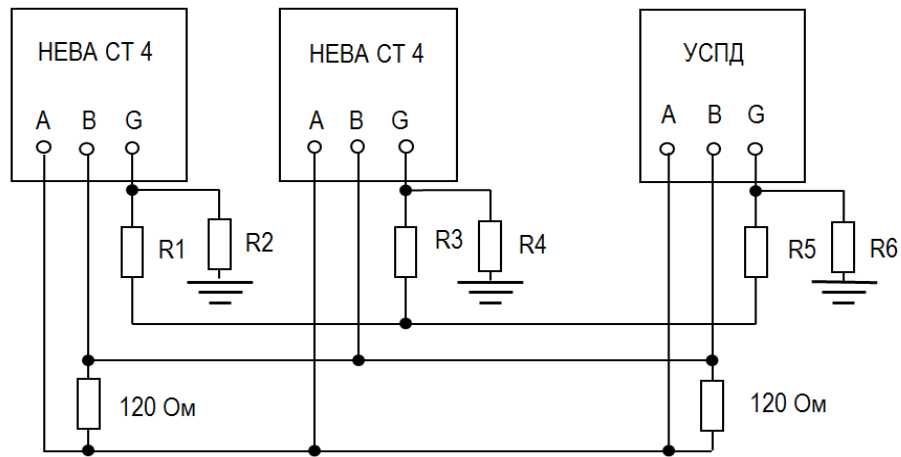 НЕВА СТ 4
НЕВА СТ 4
УСПД
A B G
A B G
A B G
R1
R2
R3
R4
R5
R6
120 Ом
120 Ом